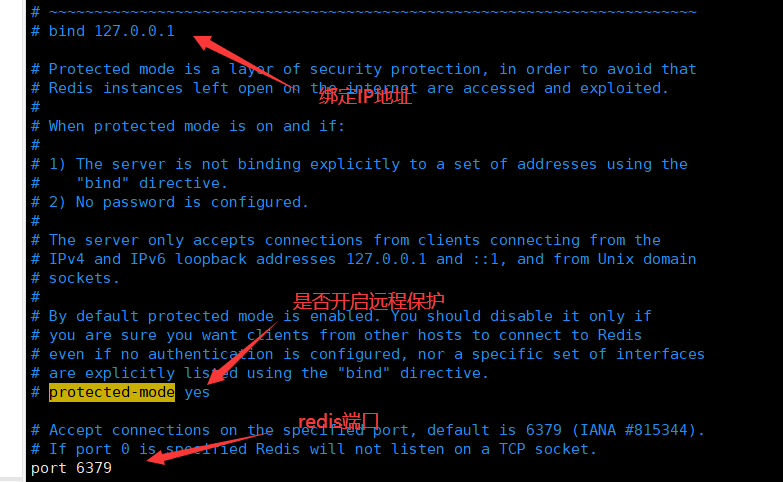 # ~~~~~~~~~~~~~~~~~~~~~~~~~~~~~~~~~~~~~~~~~~~~~~~~~~~~~~~~~~~~~~~~~~~~~~~~
# bind 127.0.0.1
# Protected mode is a layer of security protection, in order to avoid that
# Redis instances left open on the internet are accessed and exploited.
绑定IP地址
#
# When protected mode is on and if:
#
# 1) The server is not binding explicitly to a set of addresses using the
#    "bind" directive.
# 2) No password is configured.
#
# The server only accepts connections from clients connecting from the
# IPv4 and IPv6 loopback addresses 127.0.0.1 and ::1, and from Unix domain
# sockets.
#
是否开启远程保护
# By default protected mode is enabled. You should disable it only if
# you are sure you want clients from other hosts to connect to Redis
# even if no authentication is configured, nor a specific set of interfaces
# are explicitly listed using the "bind" directive.
# protected-mode yes
redis端口
# Accept connections on the specified port, default is 6379 (IANA #815344).
# If port 0 is specified Redis will not listen on a TCP socket.
port 6379